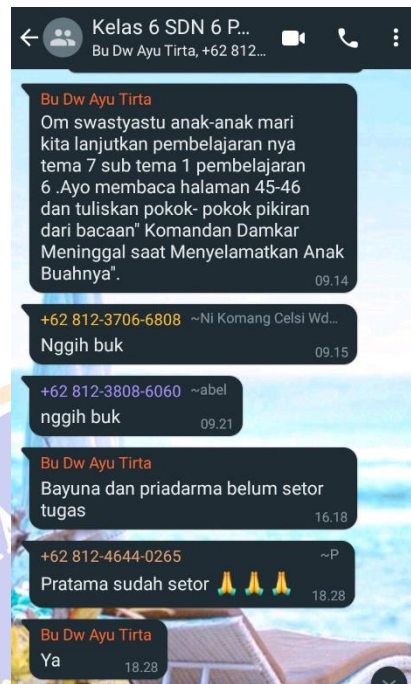 Kelas 6 SDN 6 P...
Bu Dw Ayu Tirta, +62 812...
Bu Dw Ayu Tirta
Om swastyastu anak-anak mari
kita lanjutkan pembelajaran nya
tema 7 sub tema 1 pembelajaran
6 .Ayo membaca halaman 45-46
dan tuliskan pokok- pokok pikiran
dari bacaan" Komandan Damkar
Meninggal saat Menyelamatkan Anak
Buahnya".
09.14
+62 812-3706-6808 ~Ni Komang Celsi Wd...
Nggih buk
09.15
+62 812-3808-6060 ~abel
nggih buk
09.21
Bu Dw Ayu Tirta
Bayuna dan priadarma belum setor
tugas
16.18
+62 812-4644-0265 ~P
Pratama sudah setor 🙏🙏🙏
18.28
Bu Dw Ayu Tirta
Ya
18.28